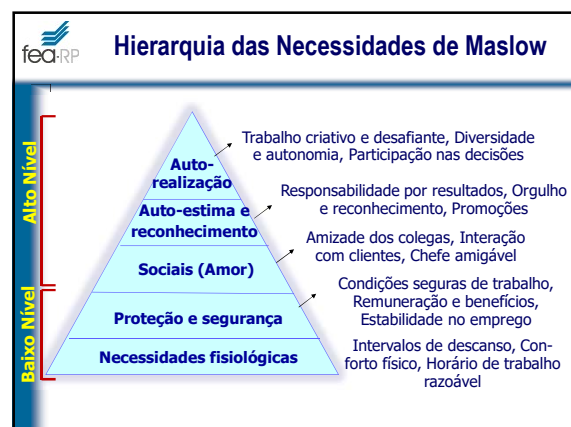 fea-RP
Hierarquia das Necessidades de Maslow
Alto Nível
Baixo Nível
Auto-
realização
Trabalho criativo e desafiante, Diversidade
e autonomia, Participação nas decisões
Auto-estima e
reconhecimento
Responsabilidade por resultados, Orgulho
e reconhecimento, Promoções
Sociais (Amor)
Amizade dos colegas, Interação
com clientes, Chefe amigável
Proteção e segurança
Condições seguras de trabalho,
Remuneração e benefícios,
Estabilidade no emprego
Necessidades fisiológicas
Intervalos de descanso, Con-
forto físico, Horário de trabalho
razoável